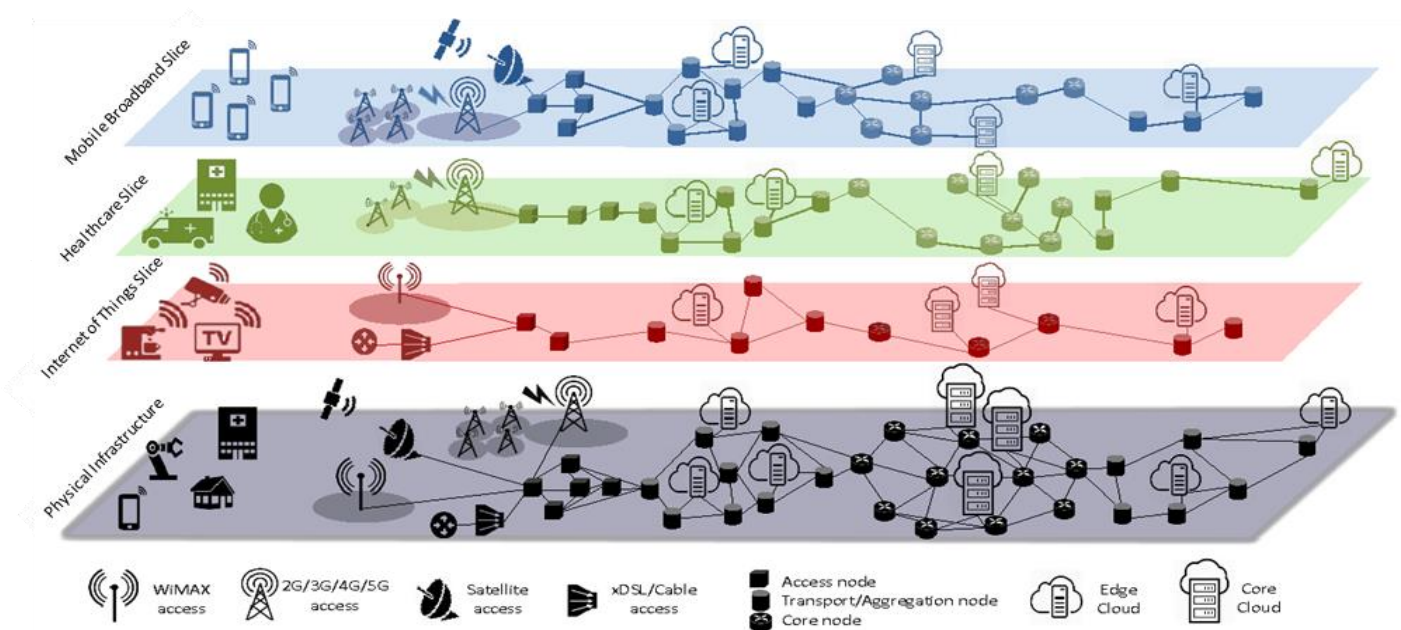 Mobile Broadband Slice
Healthcare Slice
Internet of Things Slice
TV
Physical Infrastructure
WiMAX
access
2G/3G/4G/5G
access
Satellite
access
xDSL/Cable
access
Access node
Transport/Aggregation node
Core node
Edge
Cloud
Core
Cloud